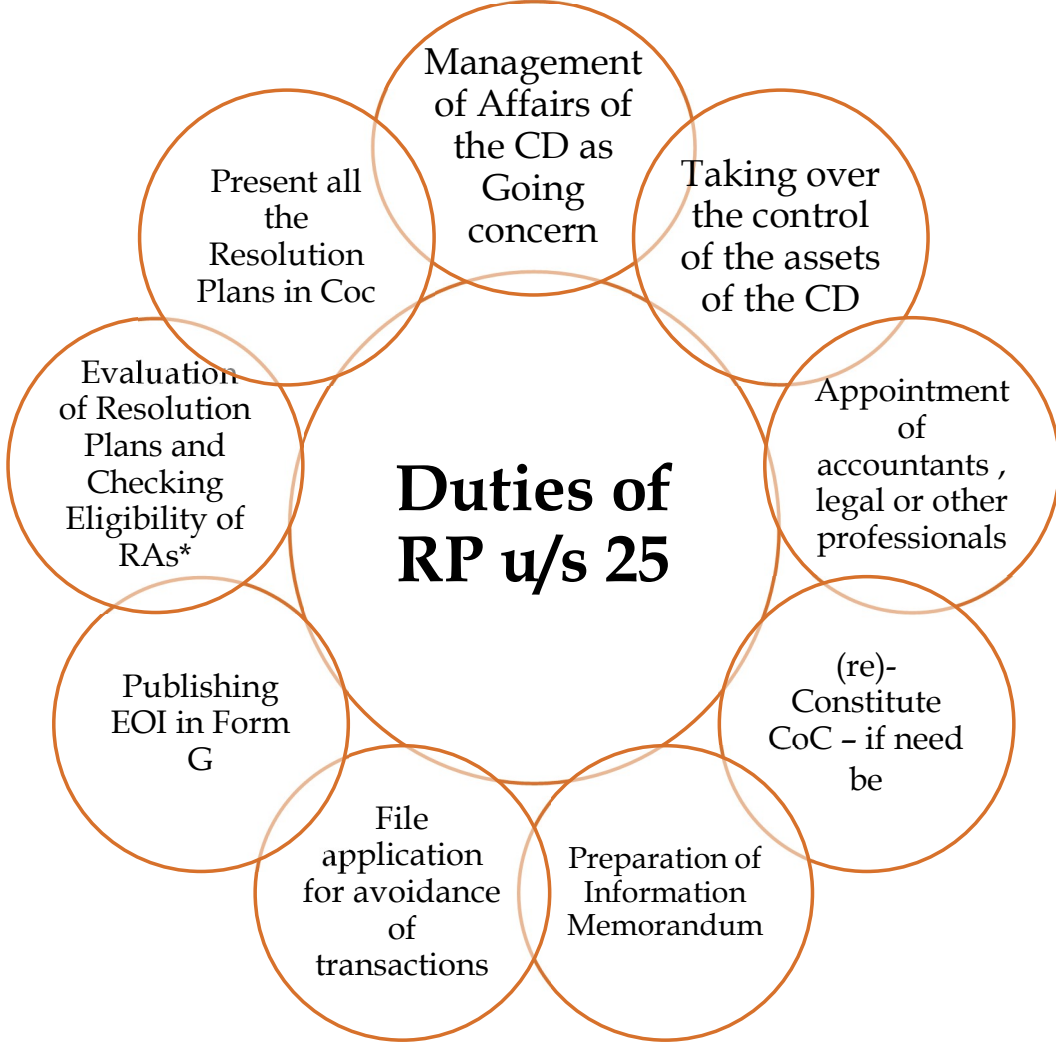 Duties of
RP u/s 25
Management
of Affairs of
the CD as
Going
concern
Taking over
the control
of the assets
of the CD
Appointment
of
accountants ,
legal or other
professionals
(re)-
Constitute
CoC – if need
be
Preparation of
Information
Memorandum
File
application
for avoidance
of
transactions
Publishing
EOI in Form
G
Evaluation
of Resolution
Plans and
Checking
Eligibility of
RAs*
Present all
the
Resolution
Plans in Coc